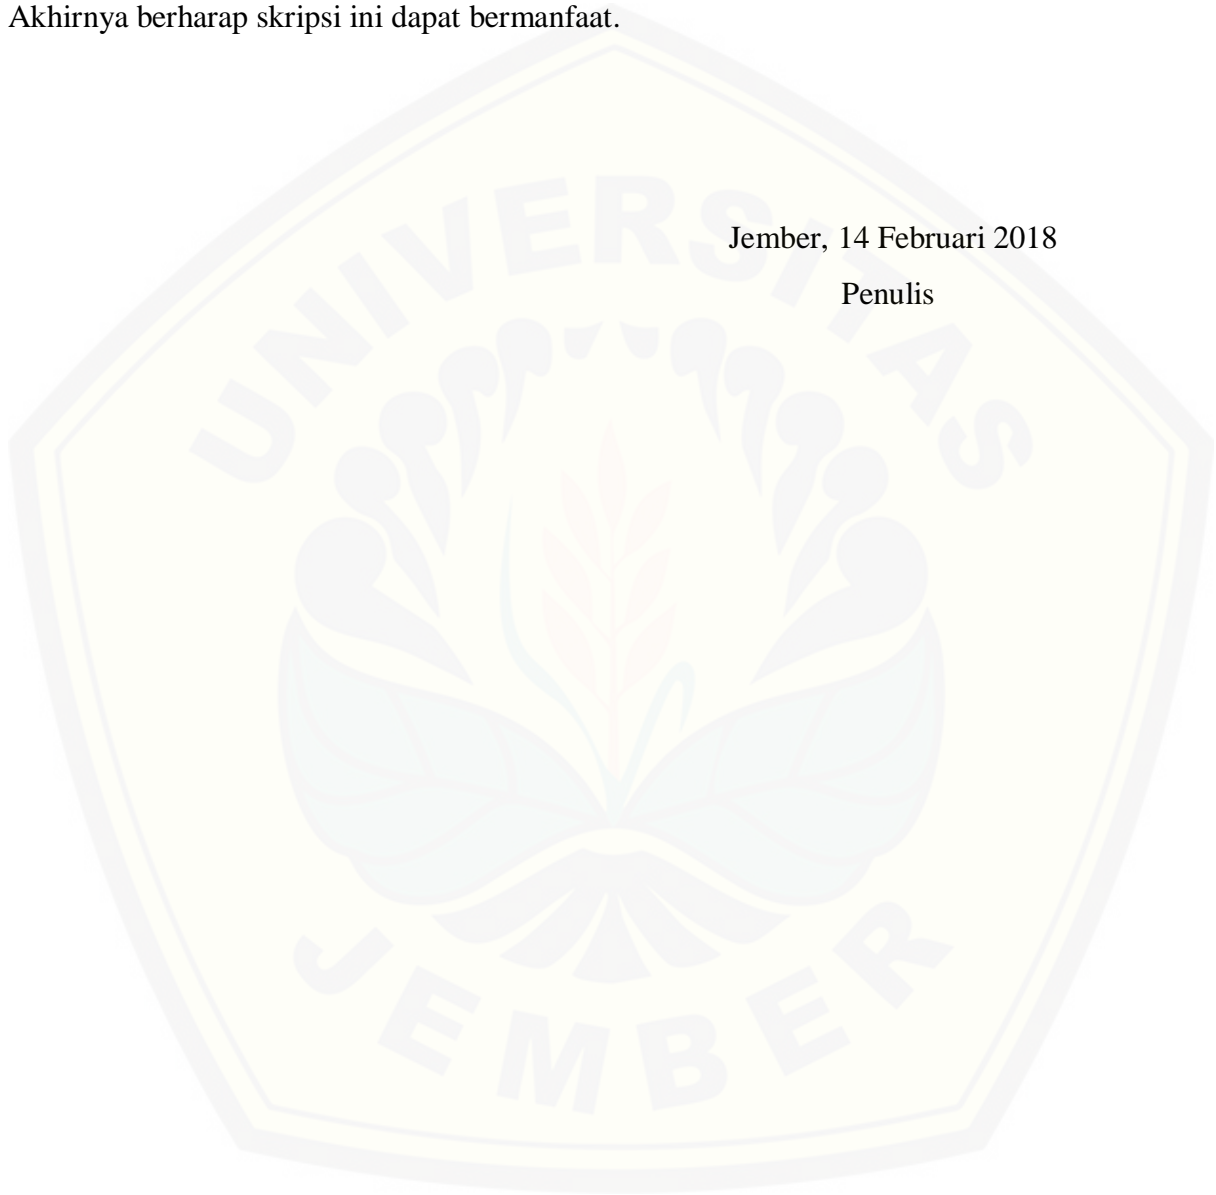 Akhirnya berharap skripsi ini dapat bermanfaat.
Jember, 14 Februari 2018
Penulis
UNIVERSITAS
JEMBER